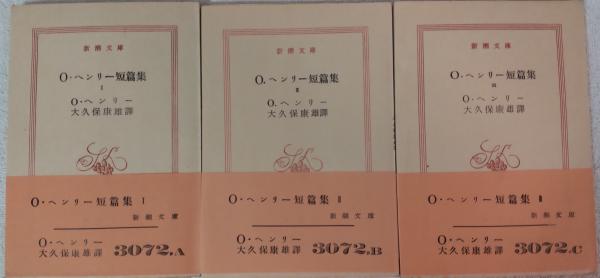 新潮文庫
O・ヘンリー短篇集
I
O・ヘンリー
大久保康雄譯
O・ヘンリー短篇集 I
新潮文庫
O・ヘンリー
大久保康雄譯
3072.A
新潮文庫
O.ヘンリー短篇集
II
O.ヘンリー
大久保康雄譯
O・ヘンリー短篇集 II
新潮文庫
O・ヘンリー
大久保康雄譯
3072.B
新潮文庫
O・ヘンリー短篇集
III
O・ヘンリー
大久保康雄譯
O・ヘンリー短篇集 III
新潮文庫
O・ヘンリー
大久保康雄譯
3072.C